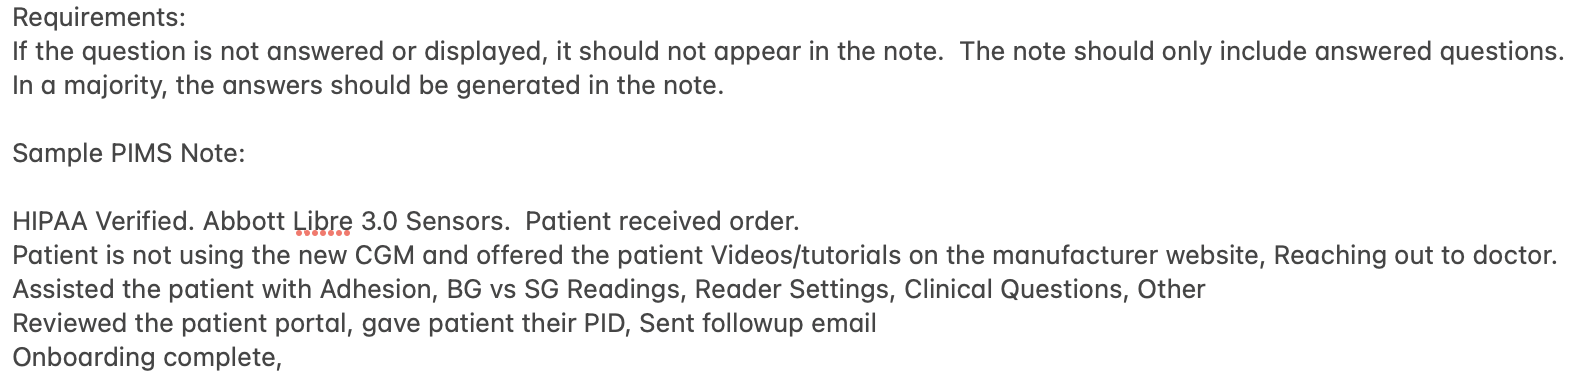 Requirements:
If the question is not answered or displayed, it should not appear in the note.  The note should only include answered questions.
In a majority, the answers should be generated in the note.
Sample PIMS Note:
HIPAA Verified. Abbott Libre 3.0 Sensors.  Patient received order.
Patient is not using the new CGM and offered the patient Videos/tutorials on the manufacturer website, Reaching out to doctor.
Assisted the patient with Adhesion, BG vs SG Readings, Reader Settings, Clinical Questions, Other
Reviewed the patient portal, gave patient their PID, Sent followup email
Onboarding complete,